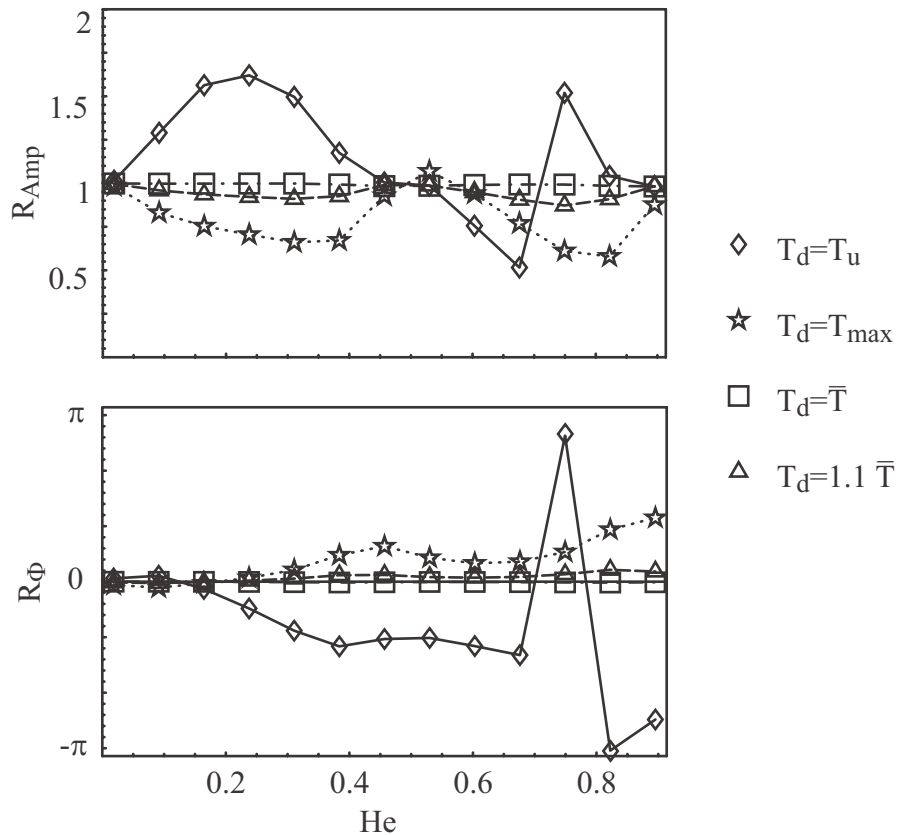 2
1.5
1
0.5
R_Amp
T_d=T_u
T_d=T_max
T_d=T̅
T_d=1.1 T̅
π
0
-π
R_Φ
0.2 0.4 0.6 0.8
He